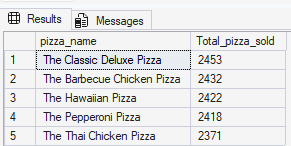 Results Messages
pizza_name Total_pizza_sold
1 The Classic Deluxe Pizza 2453
2 The Barbecue Chicken Pizza 2432
3 The Hawaiian Pizza 2422
4 The Pepperoni Pizza 2418
5 The Thai Chicken Pizza 2371